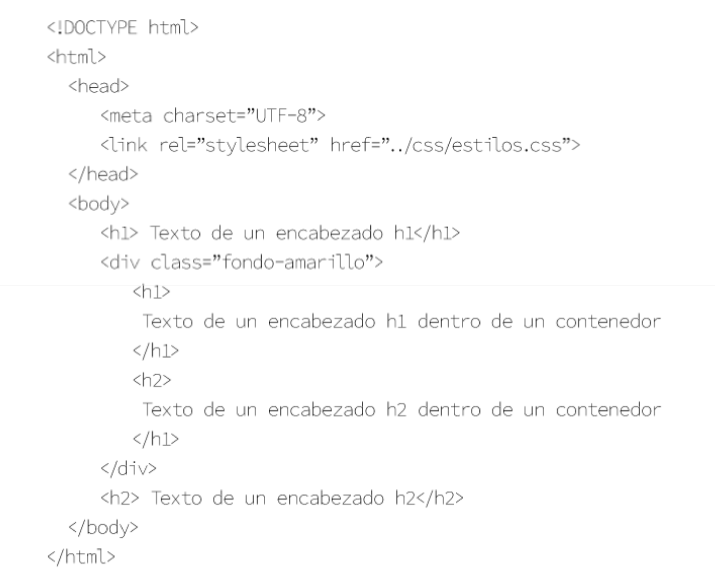 <!DOCTYPE html>
<html>
<head>
<meta charset=”UTF-8”>
<link rel=”stylesheet” href=”../css/estilos.css”>
</head>
<body>
<h1> Texto de un encabezado h1</h1>
<div class=”fondo-amarillo”>
<h1>
Texto de un encabezado h1 dentro de un contenedor
</h1>
<h2>
Texto de un encabezado h2 dentro de un contenedor
</h1>
</div>
<h2> Texto de un encabezado h2</h2>
</body>
</html>